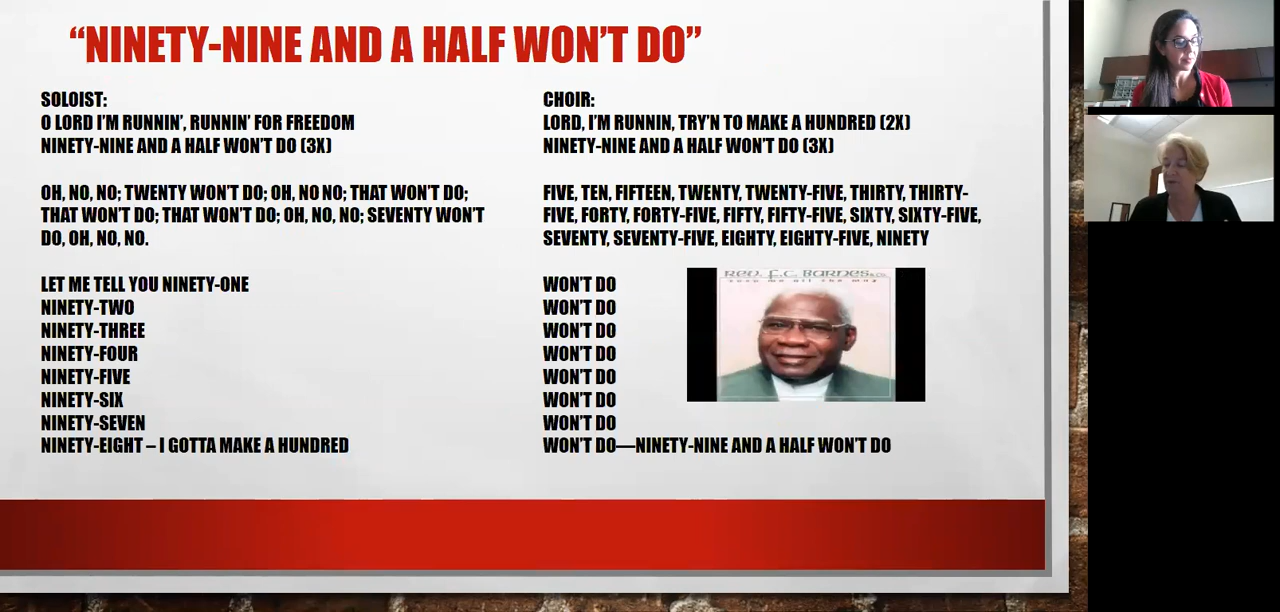 “NINETY-NINE AND A HALF WON’T DO”
SOLOIST:
O LORD I’M RUNNIN’, RUNNIN’ FOR FREEDOM
NINETY-NINE AND A HALF WON’T DO (3X)
OH, NO, NO; TWENTY WON’T DO; OH, NO NO; THAT WON’T DO;
THAT WON’T DO; THAT WON’T DO; OH, NO, NO; SEVENTY WON’T
DO, OH, NO, NO.
LET ME TELL YOU NINETY-ONE
NINETY-TWO
NINETY-THREE
NINETY-FOUR
NINETY-FIVE
NINETY-SIX
NINETY-SEVEN
NINETY-EIGHT – I GOTTA MAKE A HUNDRED
CHOIR:
LORD, I’M RUNNIN, TRY’N TO MAKE A HUNDRED (2X)
NINETY-NINE AND A HALF WON’T DO (3X)
FIVE, TEN, FIFTEEN, TWENTY, TWENTY-FIVE, THIRTY, THIRTY-
FIVE, FORTY, FORTY-FIVE, FIFTY, FIFTY-FIVE, SIXTY, SIXTY-FIVE,
SEVENTY, SEVENTY-FIVE, EIGHTY, EIGHTY-FIVE, NINETY
WON’T DO
WON’T DO
WON’T DO
WON’T DO
WON’T DO
WON’T DO
WON’T DO
WON’T DO—NINETY-NINE AND A HALF WON’T DO
Rev. F.C. Barnes
me all the way